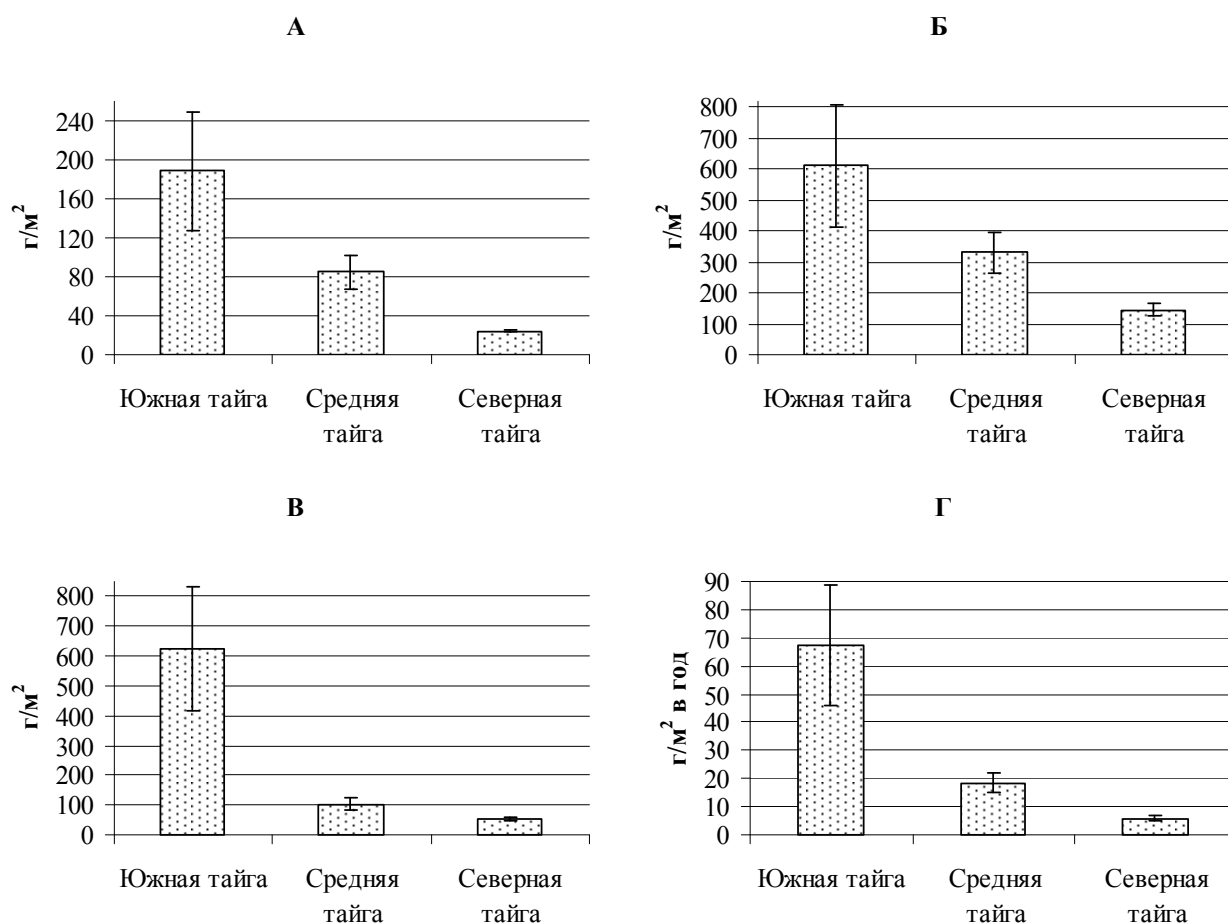 А
240
200
160
120
80
40
0
г/м²
Южная тайга
Средняя
тайга
Северная
тайга
Б
800
700
600
500
400
300
200
100
0
г/м²
Южная тайга
Средняя
тайга
Северная
тайга
В
800
700
600
500
400
300
200
100
0
г/м²
Южная тайга
Средняя
тайга
Северная
тайга
Г
90
80
70
60
50
40
30
20
10
0
г/м² в год
Южная тайга
Средняя
тайга
Северная
тайга